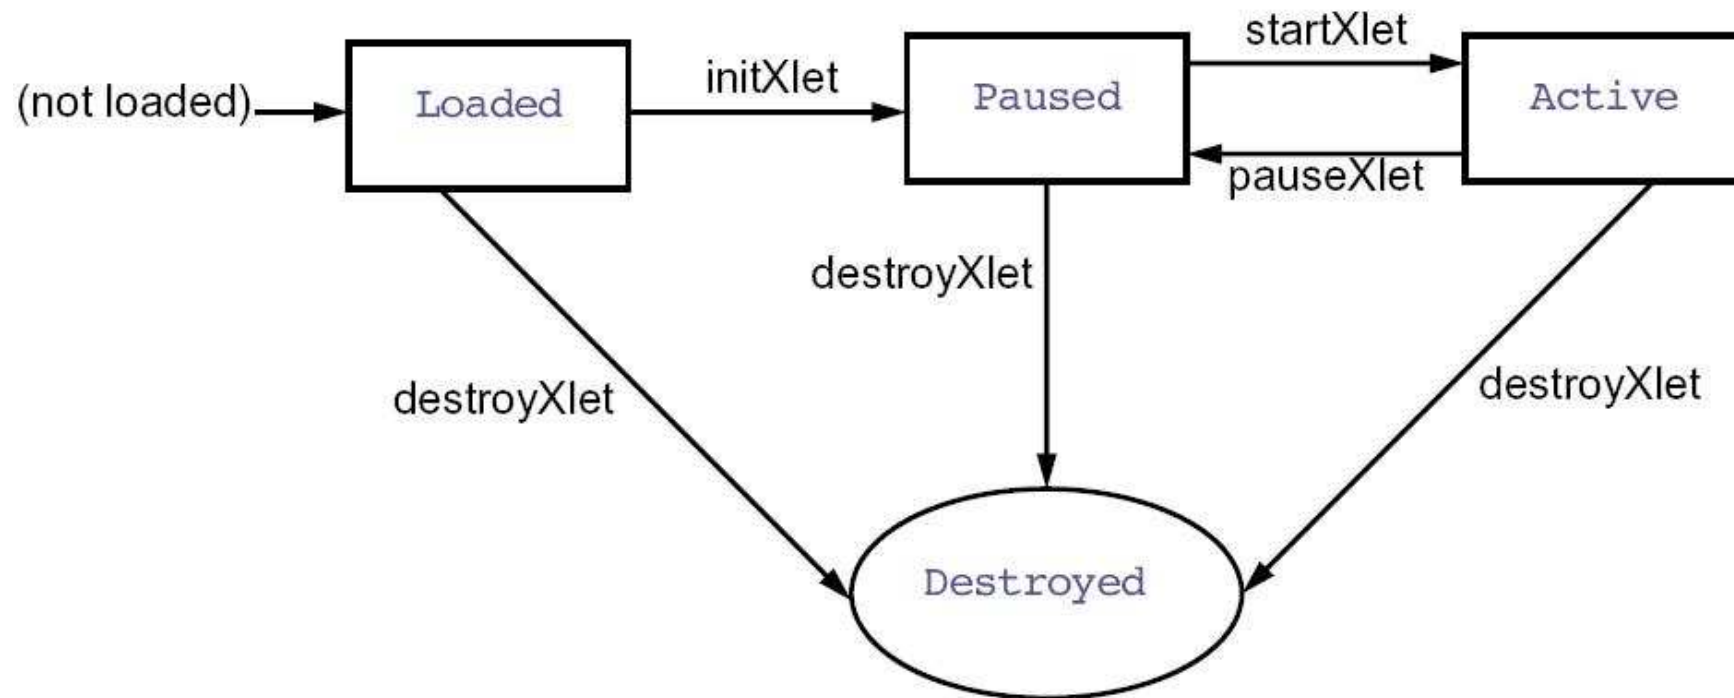 (not loaded)
Loaded
initXlet
Paused
startXlet
pauseXlet
Active
destroyXlet
destroyXlet
destroyXlet
Destroyed